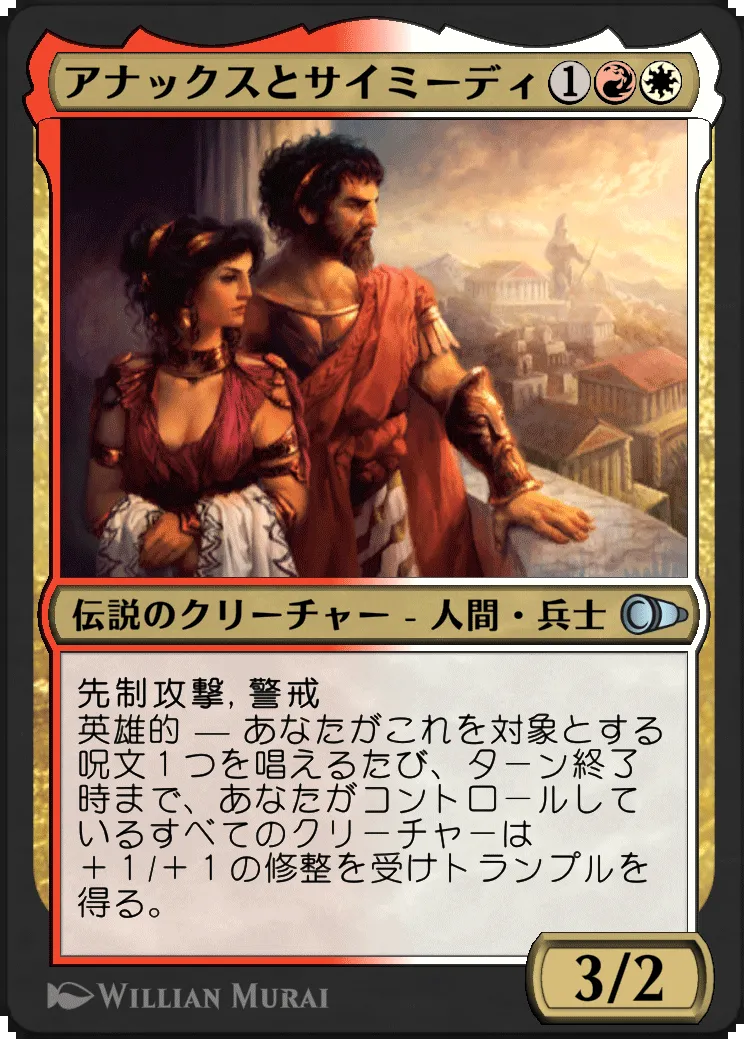 アナックスとサイミーディ 1
伝説のクリーチャー - 人間・兵士
先制攻撃, 警戒
英雄的 — あなたがこれを対象とする
呪文１つを唱えるたび、ターン終了
時まで、あなたがコントロールして
いるすべてのクリーチャーは
＋１/＋１の修整を受けトランプルを
得る。
3/2
WILLIAN MURAI